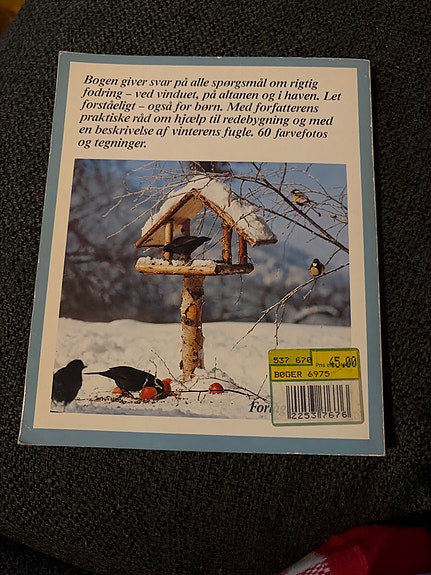 Bogen giver svar på alle spørgsmål om rigtig
fodring – ved vinduet, på altanen og i haven. Let
forståeligt – også for børn. Med forfatterens
praktiske råd om hjælp til redebygning og med
en beskrivelse af vinterens fugle. 60 farvefotos
og tegninger.
537 670 Pris 45.00
BØGER 6975
225317676